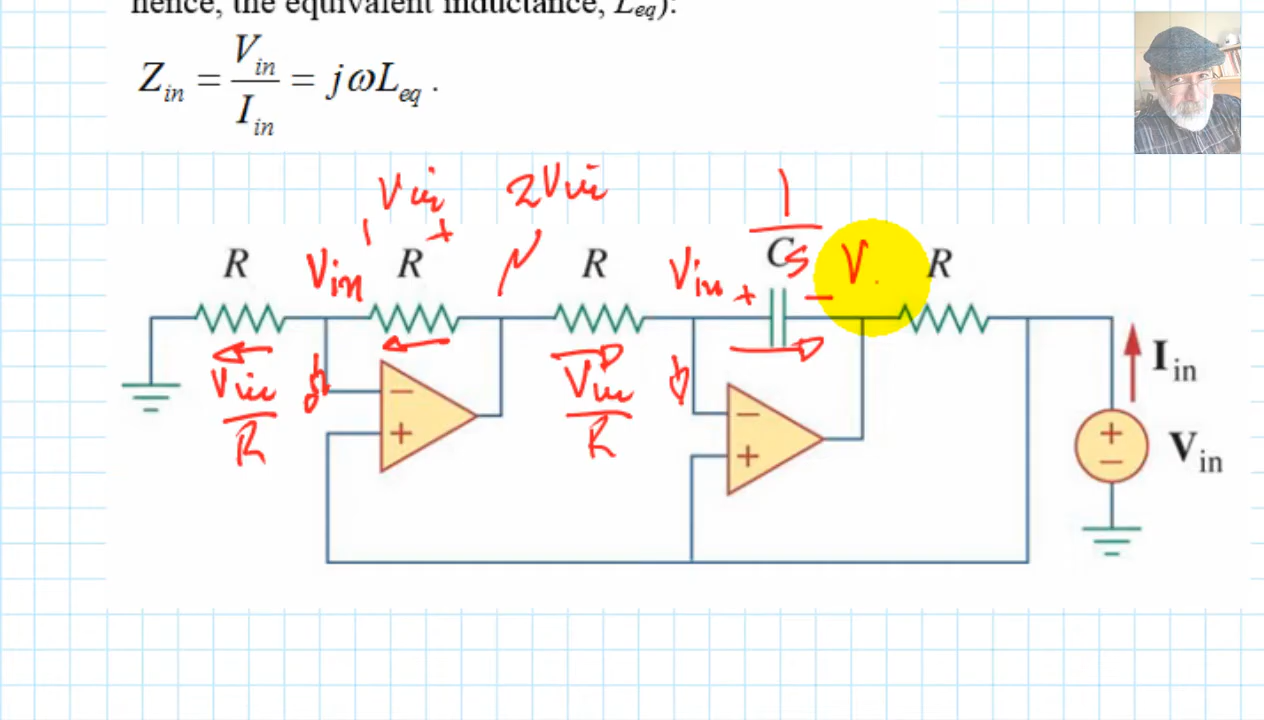 hence, the equivalent inductance, Leq):
Zin = Vin / Iin = jωLeq .
Vin
2Vin
1
R Vin R R Vin Cs V. R
+ + −
Vin
R
Vin
R
−
+
−
+
Iin
+
−
Vin